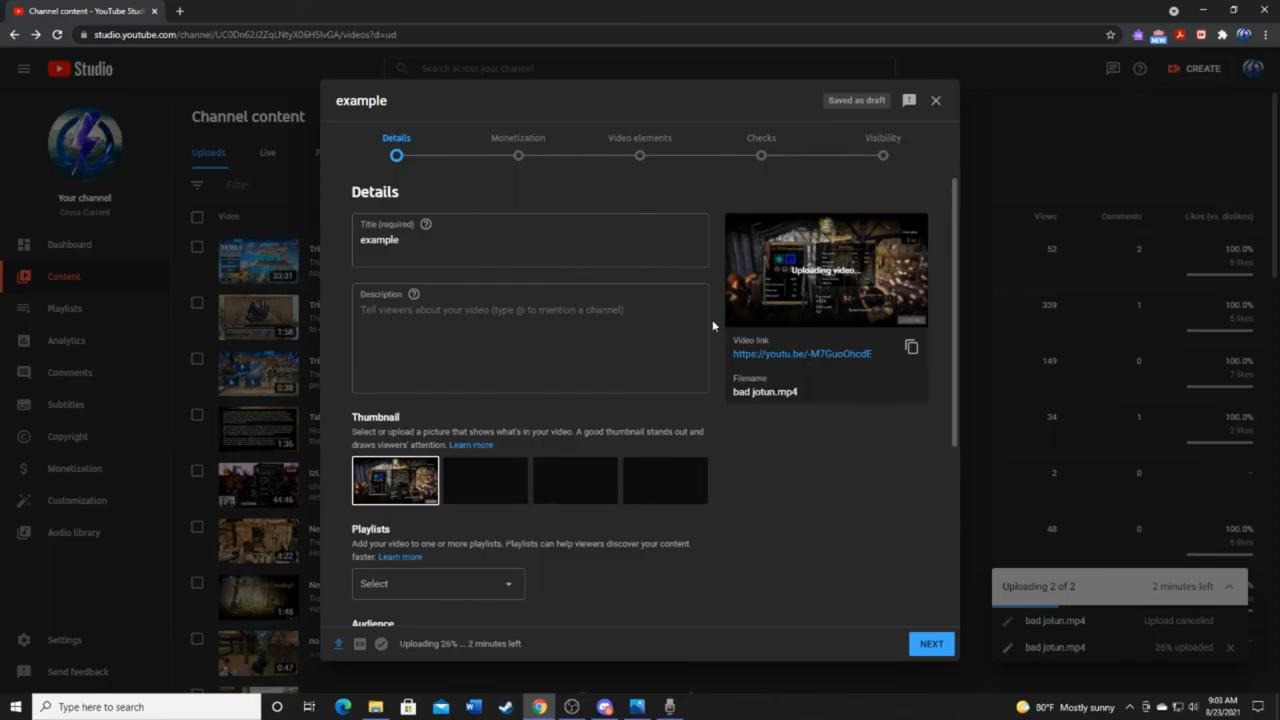 Channel content - YouTube Studi
studio.youtube.com/channel/UC0Dn62J2ZqLNtyX06H5lvGA/videos?d=ud
NEW
Studio
Search across your channel
CREATE
Your channel
Cross Current
Dashboard
Content
Playlists
Analytics
Comments
Subtitles
Copyright
Monetization
Customization
Audio library
Settings
Send feedback
Channel content
Uploads
Live
Filter
Video
33:31
1:58
0:38
1:36
44:46
4:22
1:48
0:47
example
Saved as draft
Details
Monetization
Video elements
Checks
Visibility
Details
Title (required)
example
Description
Tell viewers about your video (type @ to mention a channel)
Uploading video...
Video link
https://youtu.be/-M7GuoOhcdE
Filename
bad jotun.mp4
Thumbnail
Select or upload a picture that shows what's in your video. A good thumbnail stands out and
draws viewers' attention. Learn more
Playlists
Add your video to one or more playlists. Playlists can help viewers discover your content
faster. Learn more
Select
Audience
Uploading 26% ... 2 minutes left
NEXT
Views
Comments
Likes (vs. dislikes)
52
2
100.0%
6 likes
339
1
100.0%
149
0
100.0%
7 likes
34
1
100.0%
2 likes
2
0
48
0
100.0%
6 likes
Uploading 2 of 2
2 minutes left
bad jotun.mp4
Upload canceled
bad jotun.mp4
26% uploaded
Type here to search
80°F Mostly sunny
9:03 AM
8/23/2021